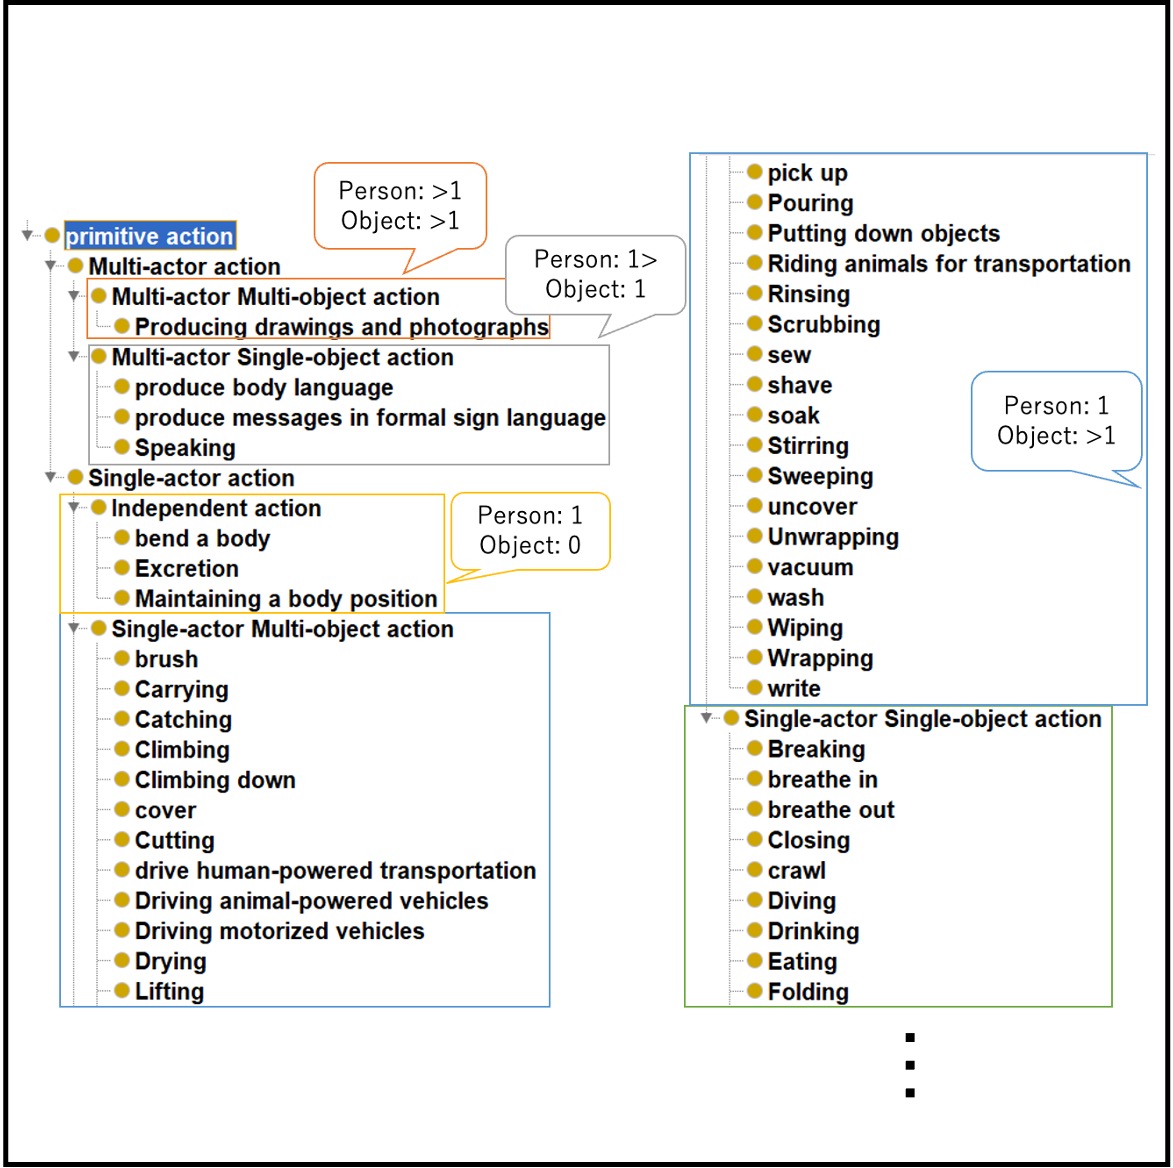 primitive action
Multi-actor action
Multi-actor Multi-object action
Producing drawings and photographs
Person: >1
Object: >1
Multi-actor Single-object action
produce body language
produce messages in formal sign language
Speaking
Person: 1>
Object: 1
Single-actor action
Independent action
bend a body
Excretion
Maintaining a body position
Person: 1
Object: 0
Single-actor Multi-object action
brush
Carrying
Catching
Climbing
Climbing down
cover
Cutting
drive human-powered transportation
Driving animal-powered vehicles
Driving motorized vehicles
Drying
Lifting
pick up
Pouring
Putting down objects
Riding animals for transportation
Rinsing
Scrubbing
sew
shave
soak
Stirring
Sweeping
uncover
Unwrapping
vacuum
wash
Wiping
Wrapping
write
Person: 1
Object: >1
Single-actor Single-object action
Breaking
breathe in
breathe out
Closing
crawl
Diving
Drinking
Eating
Folding